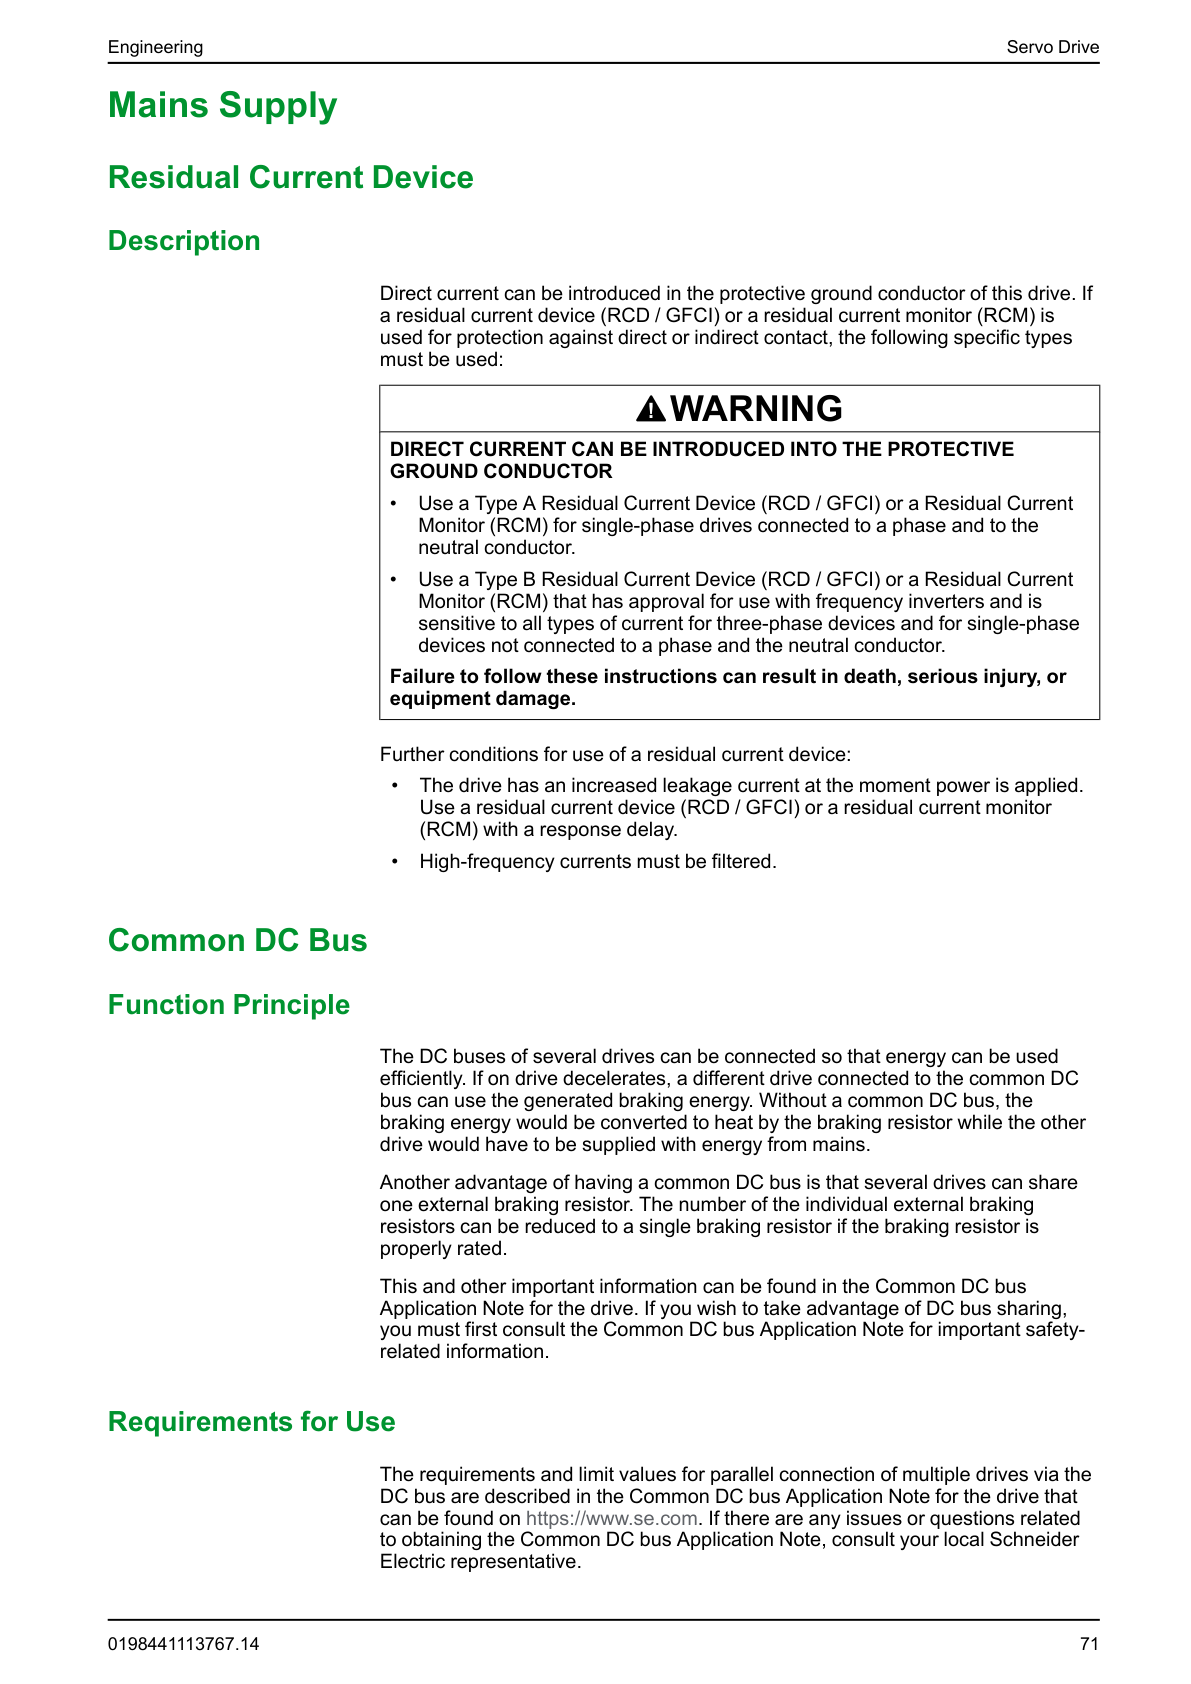 Engineering
Servo Drive
Mains Supply
Residual Current Device
Description
Direct current can be introduced in the protective ground conductor of this drive. If
a residual current device (RCD / GFCI) or a residual current monitor (RCM) is
used for protection against direct or indirect contact, the following specific types
must be used:
WARNING
DIRECT CURRENT CAN BE INTRODUCED INTO THE PROTECTIVE
GROUND CONDUCTOR
• Use a Type A Residual Current Device (RCD / GFCI) or a Residual Current
Monitor (RCM) for single-phase drives connected to a phase and to the
neutral conductor.
• Use a Type B Residual Current Device (RCD / GFCI) or a Residual Current
Monitor (RCM) that has approval for use with frequency inverters and is
sensitive to all types of current for three-phase devices and for single-phase
devices not connected to a phase and the neutral conductor.
Failure to follow these instructions can result in death, serious injury, or
equipment damage.
Further conditions for use of a residual current device:
• The drive has an increased leakage current at the moment power is applied.
Use a residual current device (RCD / GFCI) or a residual current monitor
(RCM) with a response delay.
• High-frequency currents must be filtered.
Common DC Bus
Function Principle
The DC buses of several drives can be connected so that energy can be used
efficiently. If on drive decelerates, a different drive connected to the common DC
bus can use the generated braking energy. Without a common DC bus, the
braking energy would be converted to heat by the braking resistor while the other
drive would have to be supplied with energy from mains.
Another advantage of having a common DC bus is that several drives can share
one external braking resistor. The number of the individual external braking
resistors can be reduced to a single braking resistor if the braking resistor is
properly rated.
This and other important information can be found in the Common DC bus
Application Note for the drive. If you wish to take advantage of DC bus sharing,
you must first consult the Common DC bus Application Note for important safety-
related information.
Requirements for Use
The requirements and limit values for parallel connection of multiple drives via the
DC bus are described in the Common DC bus Application Note for the drive that
can be found on https://www.se.com. If there are any issues or questions related
to obtaining the Common DC bus Application Note, consult your local Schneider
Electric representative.
0198441113767.14
71